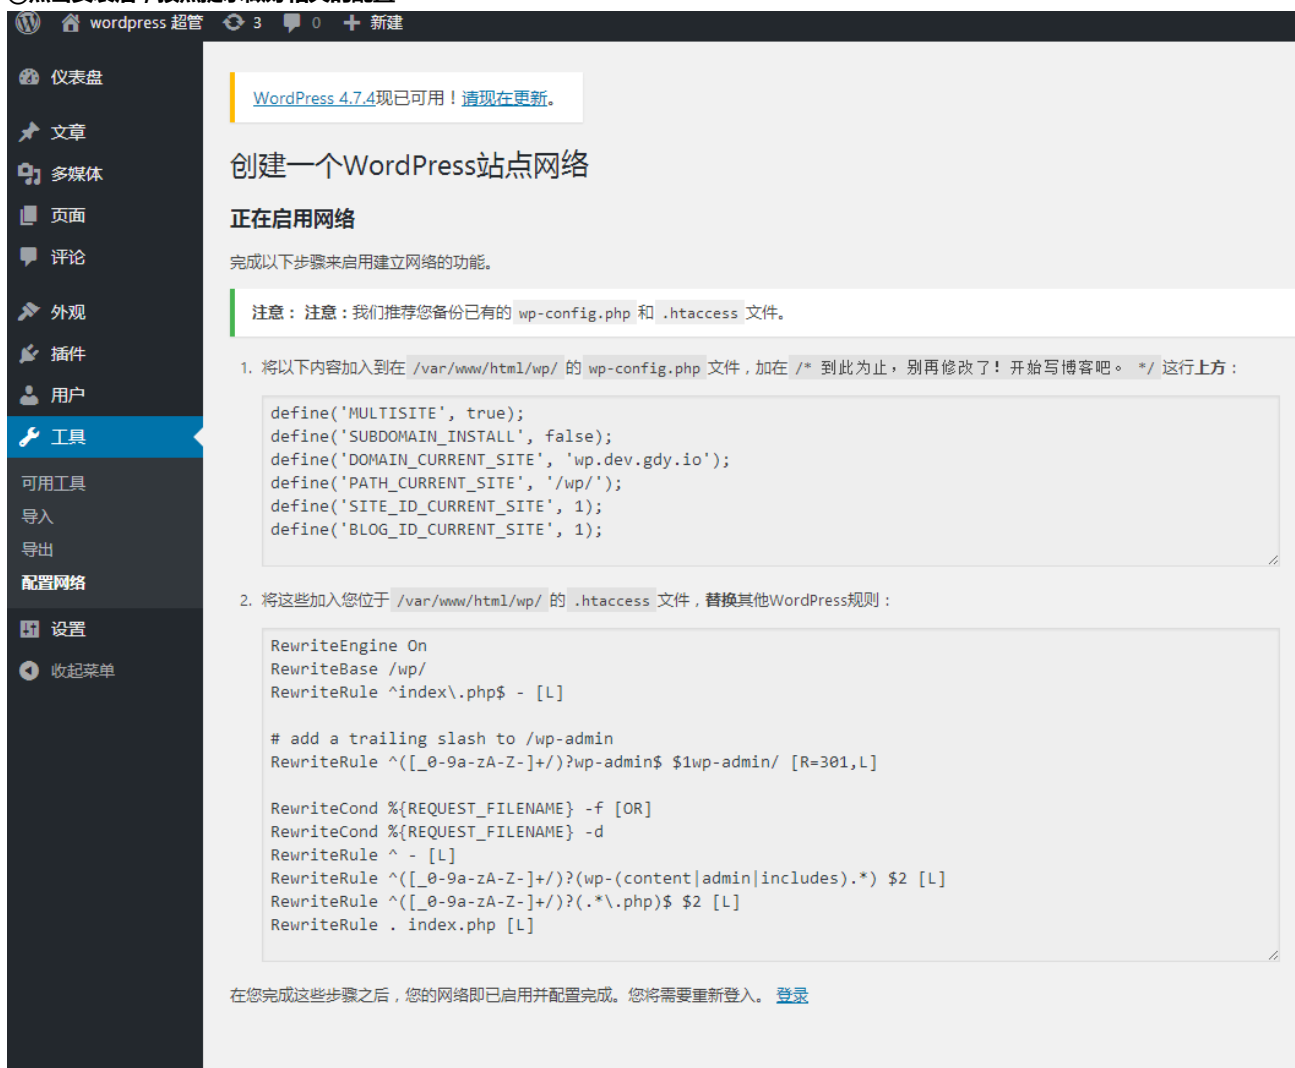 wordpress 超管 3 0 新建
仪表盘
文章
多媒体
页面
评论
外观
插件
用户
工具
可用工具
导入
导出
配置网络
设置
收起菜单
WordPress 4.7.4现已可用！请现在更新。
创建一个WordPress站点网络
正在启用网络
完成以下步骤来启用建立网络的功能。
注意： 注意：我们推荐您备份已有的 wp-config.php 和 .htaccess 文件。
1. 将以下内容加入到在 /var/www/html/wp/ 的 wp-config.php 文件，加在 /* 到此为止，别再修改了！开始写博客吧。 */ 这行上方：
define('MULTISITE', true);
define('SUBDOMAIN_INSTALL', false);
define('DOMAIN_CURRENT_SITE', 'wp.dev.gdy.io');
define('PATH_CURRENT_SITE', '/wp/');
define('SITE_ID_CURRENT_SITE', 1);
define('BLOG_ID_CURRENT_SITE', 1);
2. 将这些加入您位于 /var/www/html/wp/ 的 .htaccess 文件，替换其他WordPress规则：
RewriteEngine On
RewriteBase /wp/
RewriteRule ^index\.php$ - [L]
# add a trailing slash to /wp-admin
RewriteRule ^([_0-9a-zA-Z-]+/)?wp-admin$ $1wp-admin/ [R=301,L]
RewriteCond %{REQUEST_FILENAME} -f [OR]
RewriteCond %{REQUEST_FILENAME} -d
RewriteRule ^ - [L]
RewriteRule ^([_0-9a-zA-Z-]+/)?(wp-(content|admin|includes).*) $2 [L]
RewriteRule ^([_0-9a-zA-Z-]+/)?(.*\.php)$ $2 [L]
RewriteRule . index.php [L]
在您完成这些步骤之后，您的网络即已启用并配置完成。您将需要重新登入。 登录